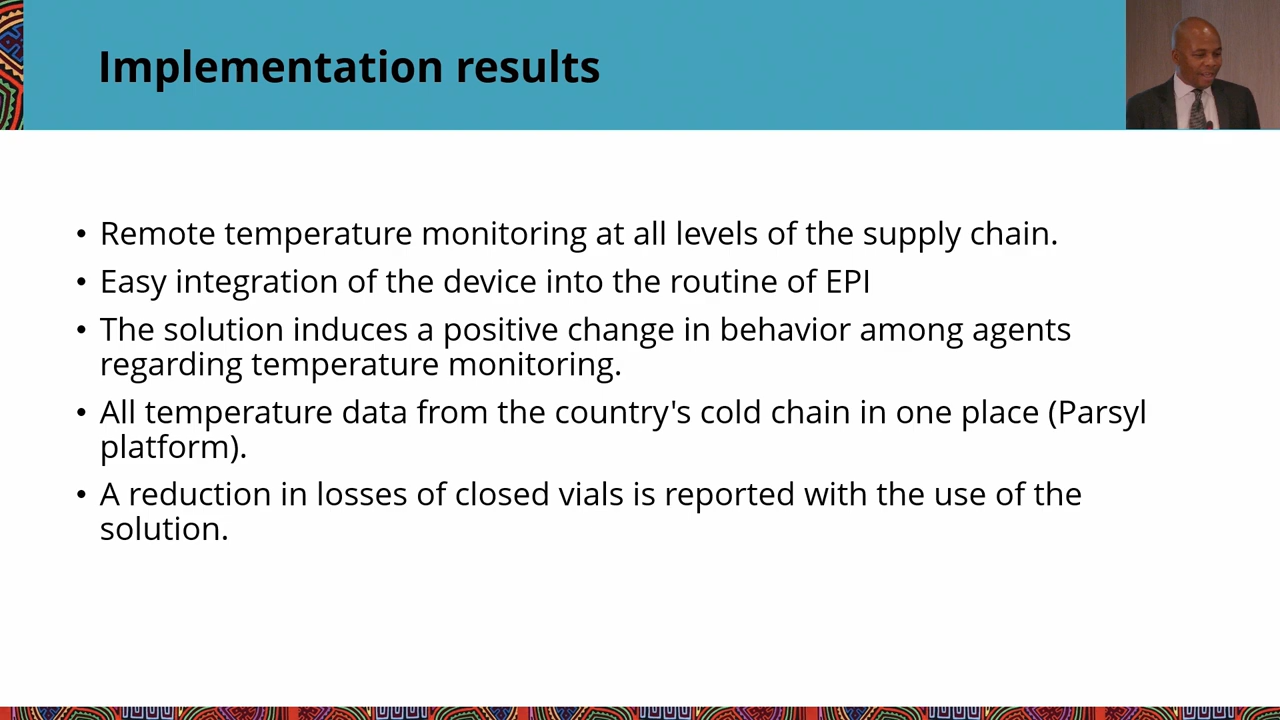 Implementation results
• Remote temperature monitoring at all levels of the supply chain.
• Easy integration of the device into the routine of EPI
• The solution induces a positive change in behavior among agents
regarding temperature monitoring.
• All temperature data from the country's cold chain in one place (Parsyl
platform).
• A reduction in losses of closed vials is reported with the use of the
solution.